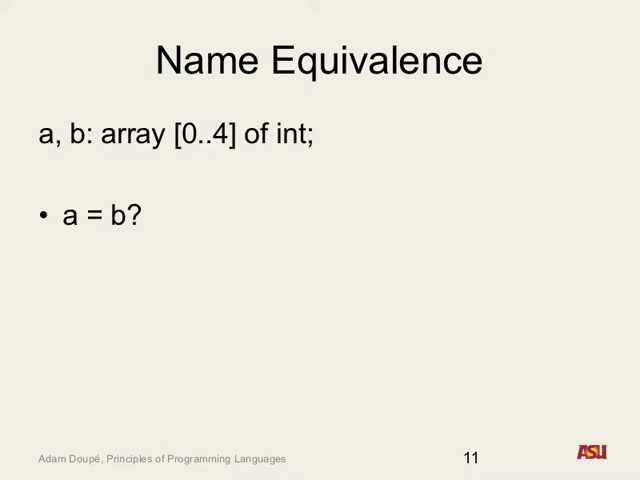 Name Equivalence
a, b: array [0..4] of int;
• a = b?
Adam Doupé, Principles of Programming Languages
11
ASU